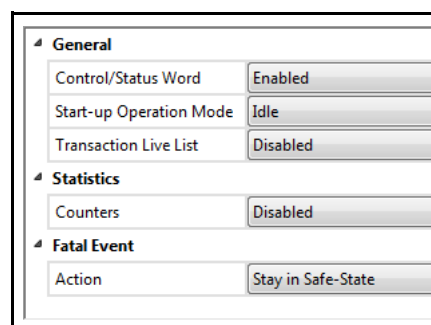 General
Control/Status Word Enabled
Start-up Operation Mode Idle
Transaction Live List Disabled
Statistics
Counters Disabled
Fatal Event
Action Stay in Safe-State